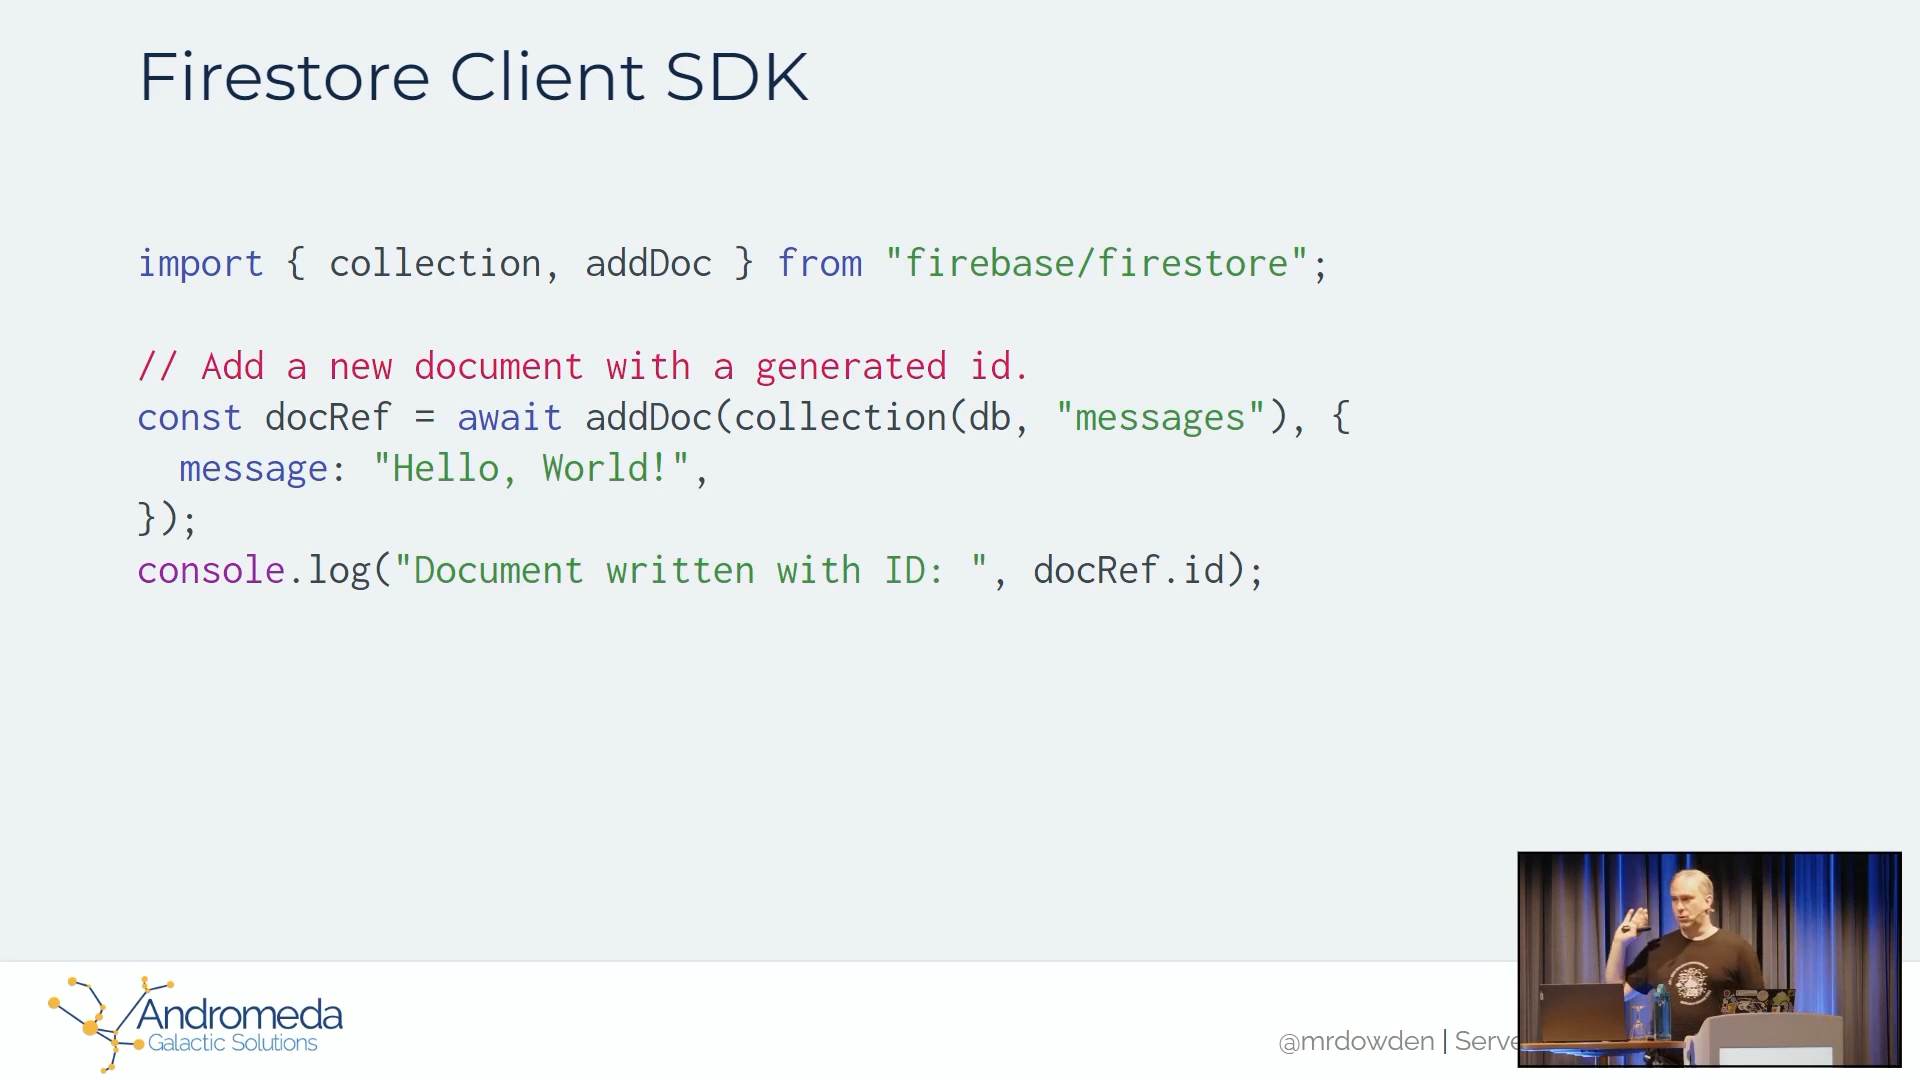 Firestore Client SDK
import { collection, addDoc } from "firebase/firestore";
// Add a new document with a generated id.
const docRef = await addDoc(collection(db, "messages"), {
  message: "Hello, World!",
});
console.log("Document written with ID: ", docRef.id);
Andromeda
Galactic Solutions
@mrdowden | Serve